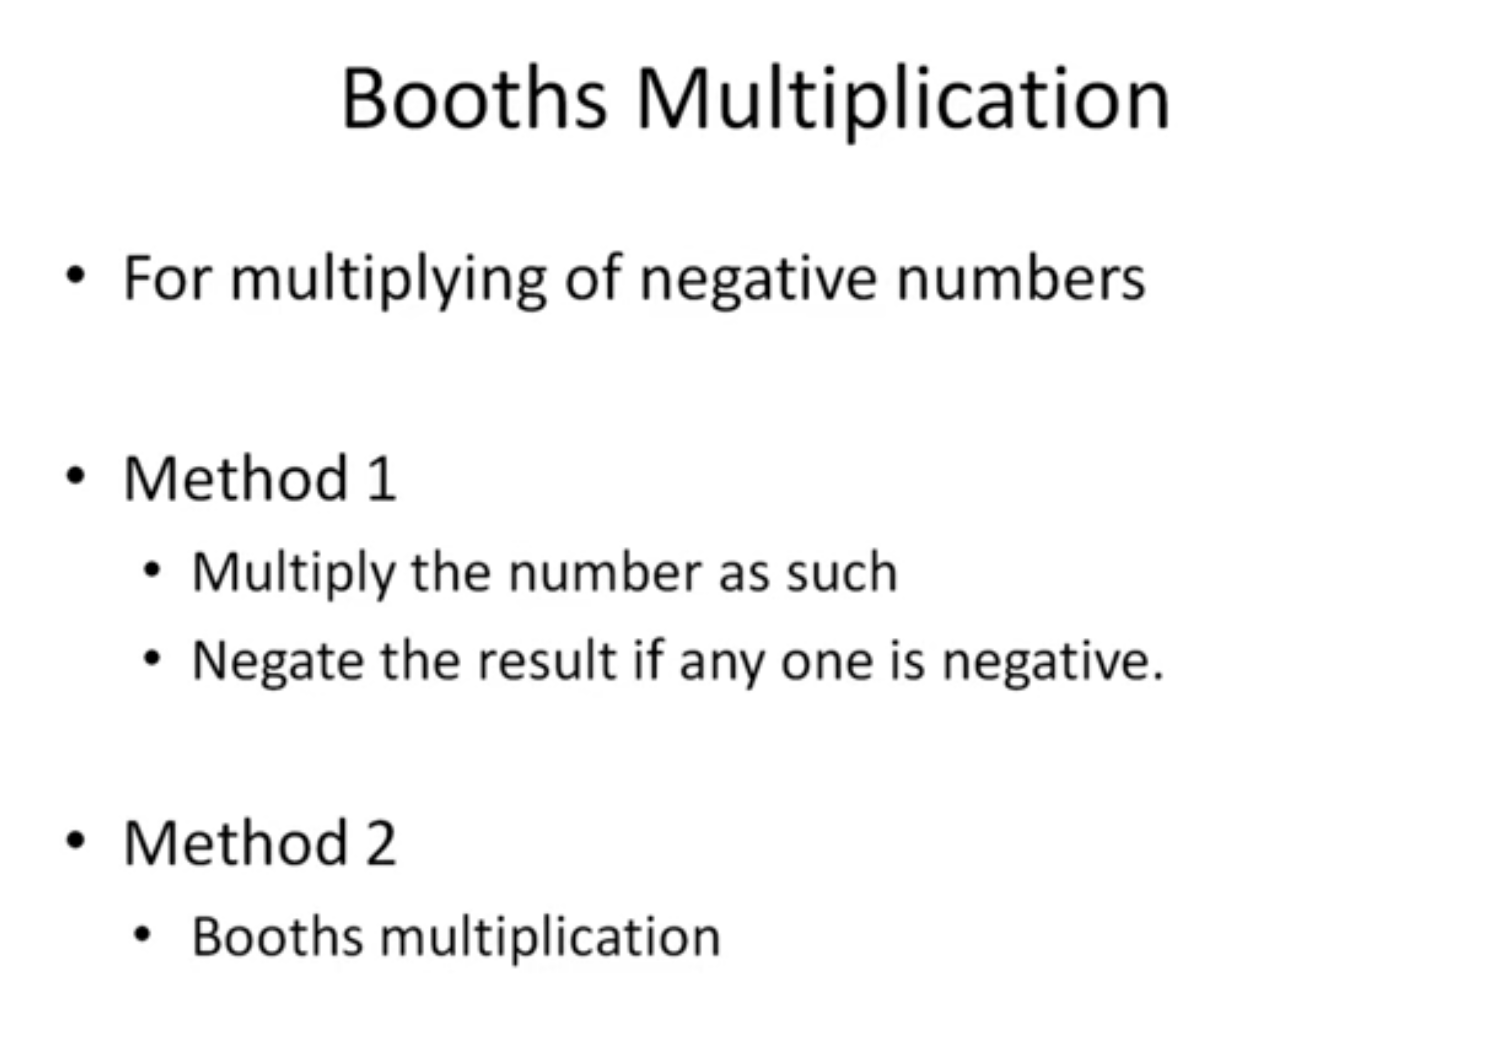 Booths Multiplication
• For multiplying of negative numbers
• Method 1
• Multiply the number as such
• Negate the result if any one is negative.
• Method 2
• Booths multiplication